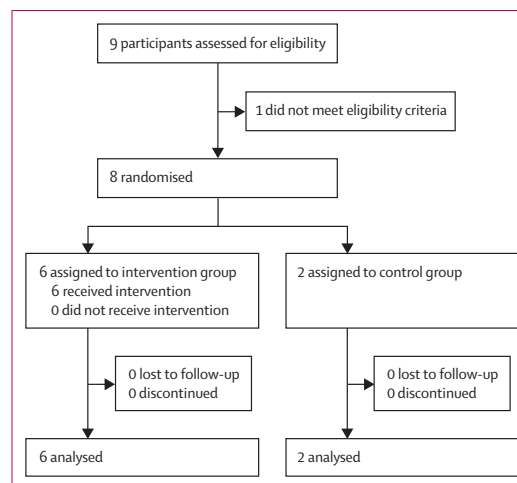 9 participants assessed for eligibility
1 did not meet eligibility criteria
8 randomised
6 assigned to intervention group
6 received intervention
0 did not receive intervention
2 assigned to control group
0 lost to follow-up
0 discontinued
0 lost to follow-up
0 discontinued
6 analysed
2 analysed